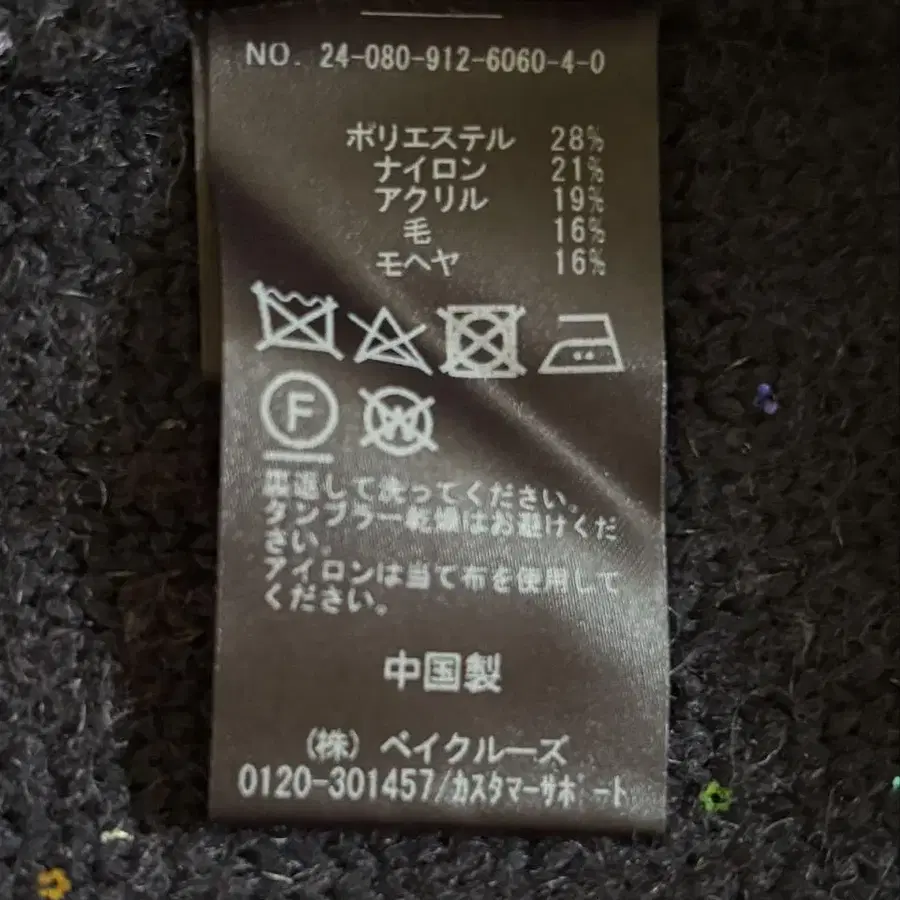 NO. 24-080-912-6060-4-0
ポリエステル 28%
ナイロン 21%
アクリル 19%
毛 16%
モヘヤ 16%
F
W
裏返して洗ってください。
タンブラー乾燥はお避けくだ
さい。
アイロンは当て布を使用して
ください。
中国製
(株) ベイクルーズ
0120-301457/カスタマーサポート